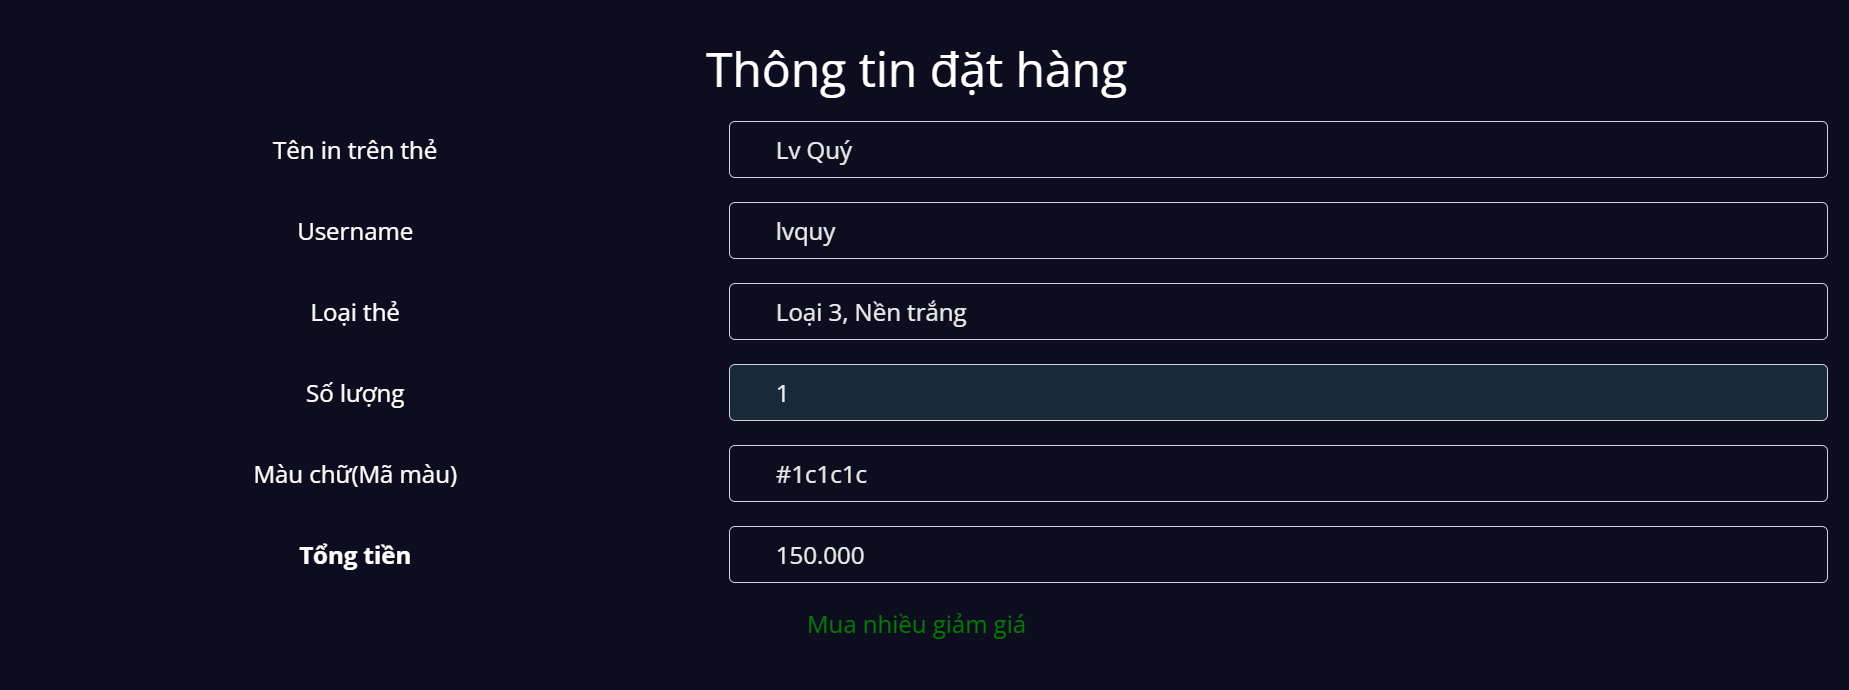 Thông tin đặt hàng
Tên in trên thẻ Lv Quý
Username lvquy
Loại thẻ Loại 3, Nền trắng
Số lượng 1
Màu chữ(Mã màu) #1c1c1c
Tổng tiền 150.000
Mua nhiều giảm giá